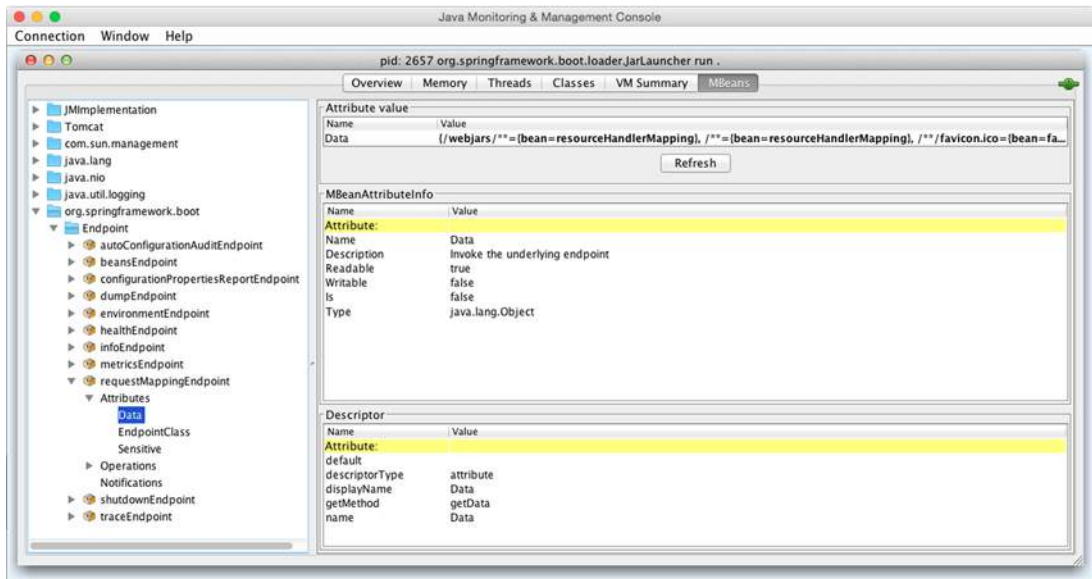 Java Monitoring & Management Console
Connection Window Help
pid: 2657 org.springframework.boot.loader.JarLauncher run .
Overview Memory Threads Classes VM Summary MBeans
JMImplementation
Tomcat
com.sun.management
java.lang
java.nio
java.util.logging
org.springframework.boot
Endpoint
autoConfigurationAuditEndpoint
beansEndpoint
configurationPropertiesReportEndpoint
dumpEndpoint
environmentEndpoint
healthEndpoint
infoEndpoint
metricsEndpoint
requestMappingEndpoint
Attributes
Data
EndpointClass
Sensitive
Operations
Notifications
shutdownEndpoint
traceEndpoint
Attribute value
Name Value
Data {/webjars/**={bean=resourceHandlerMapping}, /**={bean=resourceHandlerMapping}, /**/favicon.ico={bean=fa...
Refresh
MBeanAttributeInfo
Name Value
Attribute:
Name Data
Description Invoke the underlying endpoint
Readable true
Writable false
Is false
Type java.lang.Object
Descriptor
Name Value
Attribute:
default
descriptorType attribute
displayName Data
getMethod getData
name Data